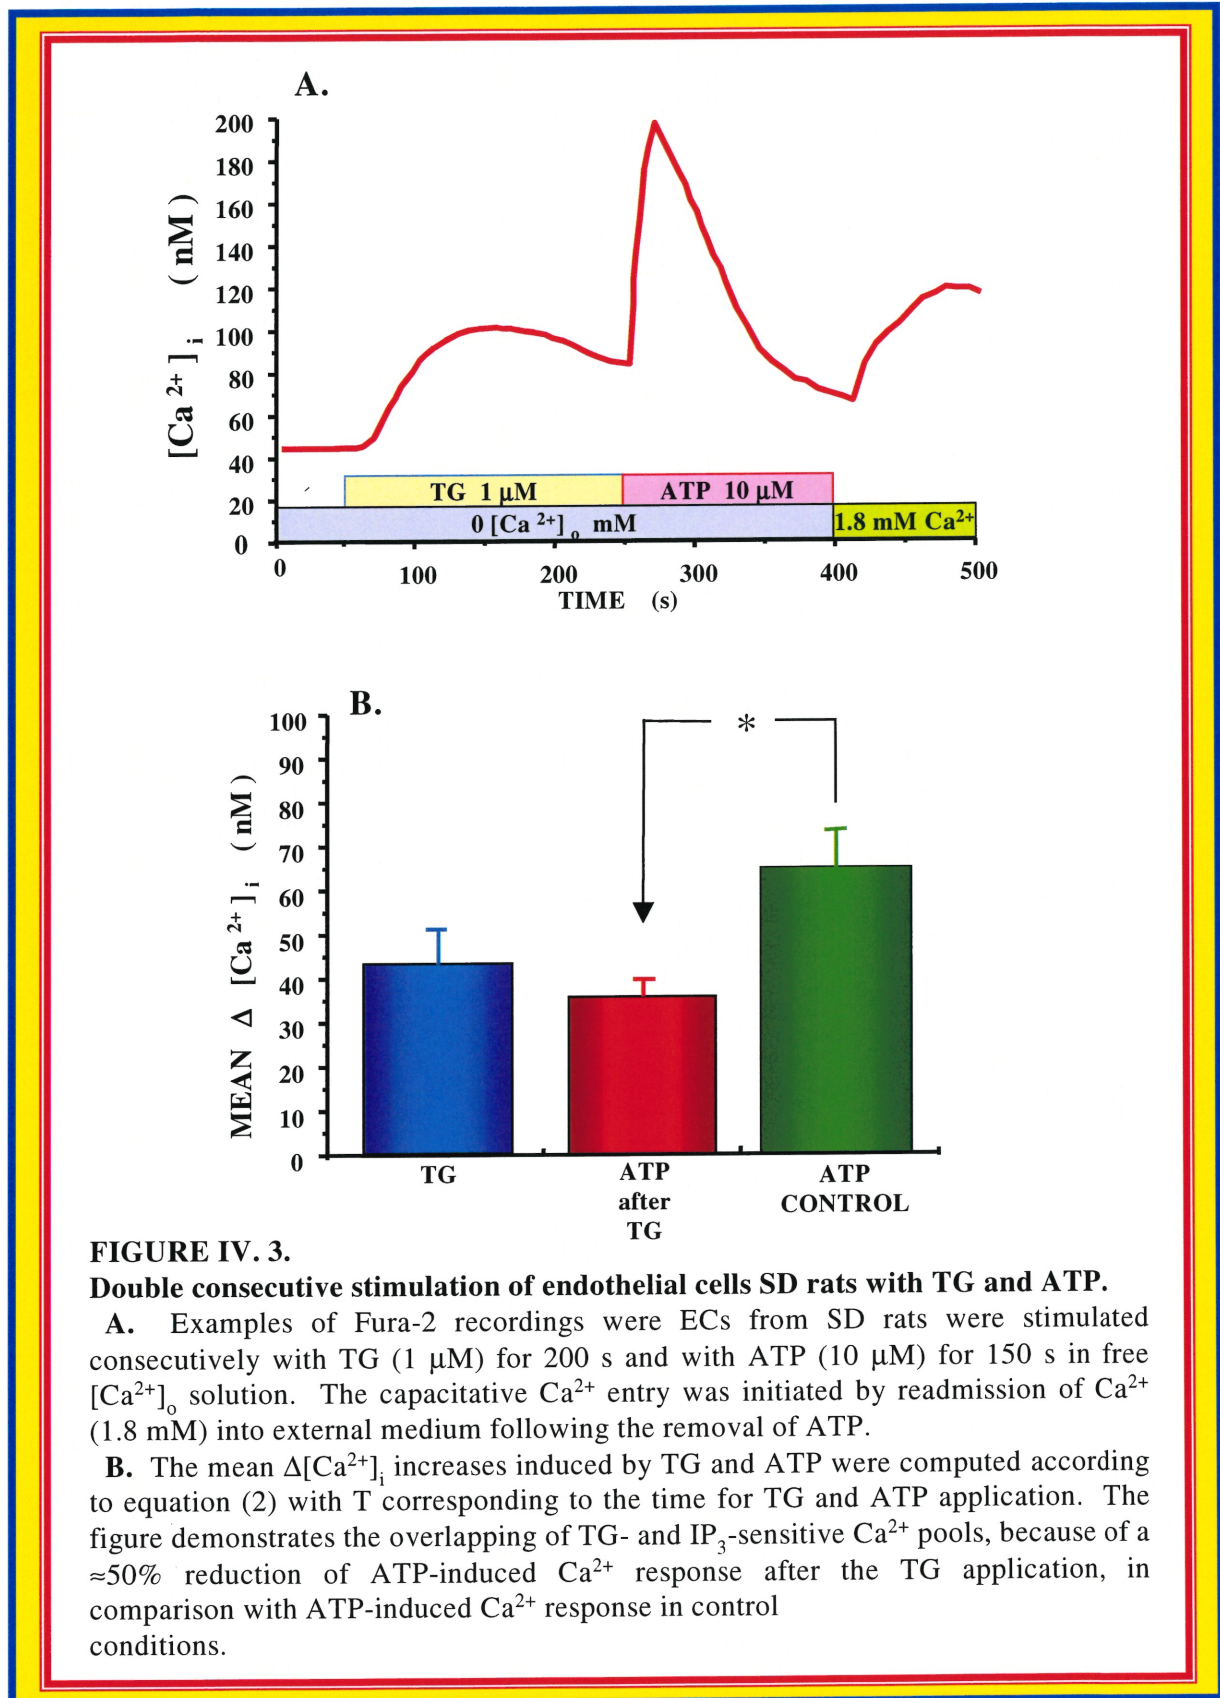 A.
200
180
160
140
120
100
80
60
40
20
0
[Ca 2+] i (nM)
TG 1 μM
ATP 10 μM
0 [Ca 2+] o mM
1.8 mM Ca2+
0
100
200
300
400
500
TIME (s)
B.
100
90
80
70
60
50
40
30
20
10
0
MEAN Δ [Ca 2+] i (nM)
*
TG
ATP
after
TG
ATP
CONTROL
FIGURE IV. 3.
Double consecutive stimulation of endothelial cells SD rats with TG and ATP.
A. Examples of Fura-2 recordings were ECs from SD rats were stimulated
consecutively with TG (1 μM) for 200 s and with ATP (10 μM) for 150 s in free
[Ca2+]o solution. The capacitative Ca2+ entry was initiated by readmission of Ca2+
(1.8 mM) into external medium following the removal of ATP.
B. The mean Δ[Ca2+]i increases induced by TG and ATP were computed according
to equation (2) with T corresponding to the time for TG and ATP application. The
figure demonstrates the overlapping of TG- and IP3-sensitive Ca2+ pools, because of a
≈50% reduction of ATP-induced Ca2+ response after the TG application, in
comparison with ATP-induced Ca2+ response in control
conditions.